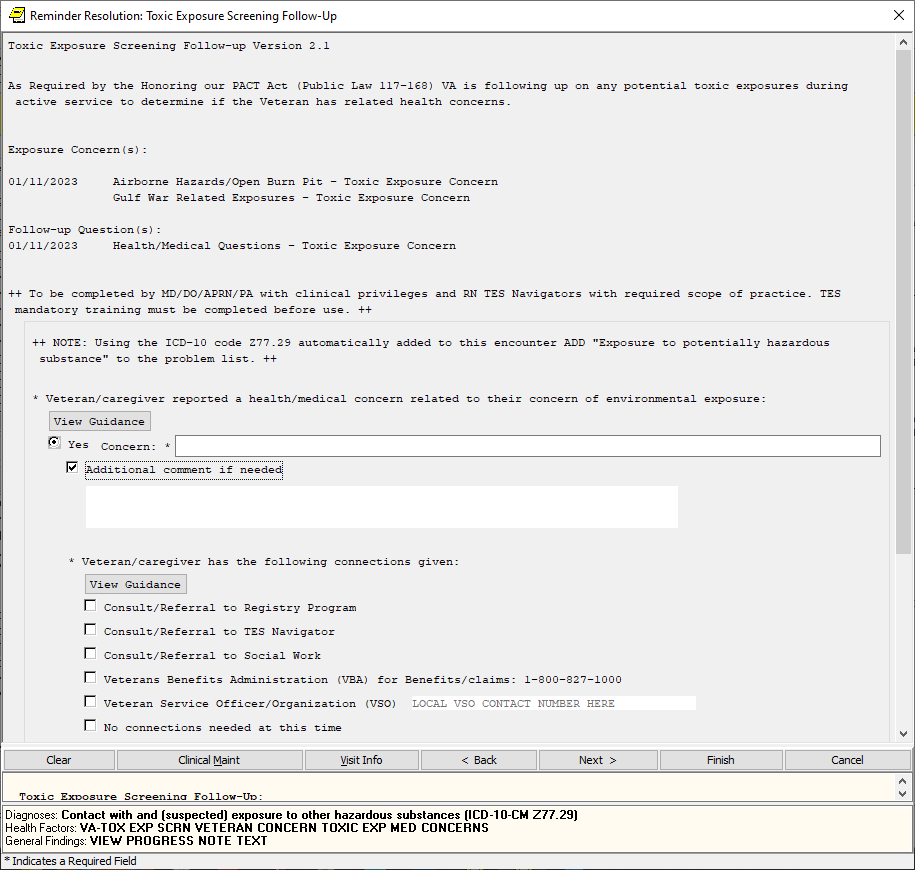 Reminder Resolution: Toxic Exposure Screening Follow-Up
Toxic Exposure Screening Follow-up Version 2.1
As Required by the Honoring our PACT Act (Public Law 117-168) VA is following up on any potential toxic exposures during
active service to determine if the Veteran has related health concerns.
Exposure Concern(s):
01/11/2023 Airborne Hazards/Open Burn Pit - Toxic Exposure Concern
Gulf War Related Exposures - Toxic Exposure Concern
Follow-up Question(s):
01/11/2023 Health/Medical Questions - Toxic Exposure Concern
++ To be completed by MD/DO/APRN/PA with clinical privileges and RN TES Navigators with required scope of practice. TES
mandatory training must be completed before use. ++
++ NOTE: Using the ICD-10 code Z77.29 automatically added to this encounter ADD "Exposure to potentially hazardous
substance" to the problem list. ++
* Veteran/caregiver reported a health/medical concern related to their concern of environmental exposure:
View Guidance
Yes Concern: *
Additional comment if needed
* Veteran/caregiver has the following connections given:
View Guidance
Consult/Referral to Registry Program
Consult/Referral to TES Navigator
Consult/Referral to Social Work
Veterans Benefits Administration (VBA) for Benefits/claims: 1-800-827-1000
Veteran Service Officer/Organization (VSO) LOCAL VSO CONTACT NUMBER HERE
No connections needed at this time
Clear Clinical Maint Visit Info < Back Next > Finish Cancel
Toxic Exposure Screening Follow-Up:
Diagnoses: Contact with and (suspected) exposure to other hazardous substances (ICD-10-CM Z77.29)
Health Factors: VA-TOX EXP SCRN VETERAN CONCERN TOXIC EXP MED CONCERNS
General Findings: VIEW PROGRESS NOTE TEXT
* Indicates a Required Field